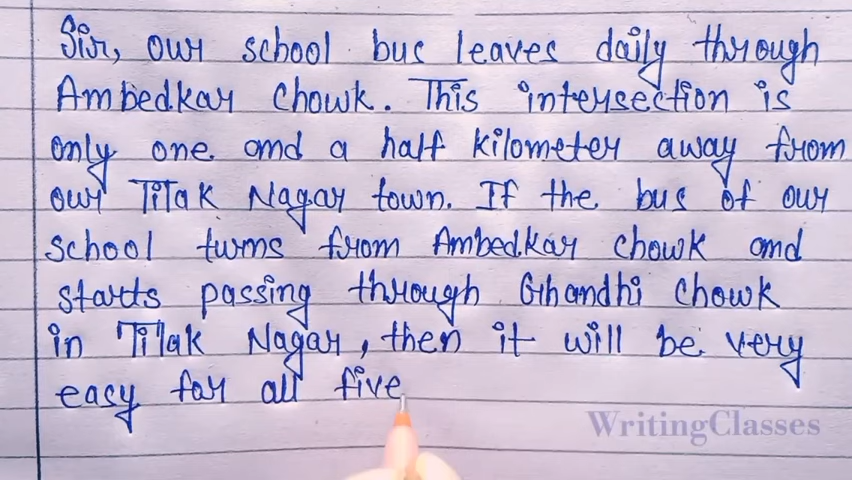 Sir, our school bus leaves daily through
Ambedkar Chowk. This intersection is
only one and a half kilometer away from
our Tilak Nagar town. If the bus of our
school turns from Ambedkar chowk and
starts passing through Ghandhi Chowk
in Tilak Nagar, then it will be very
easy for all five
WritingClasses